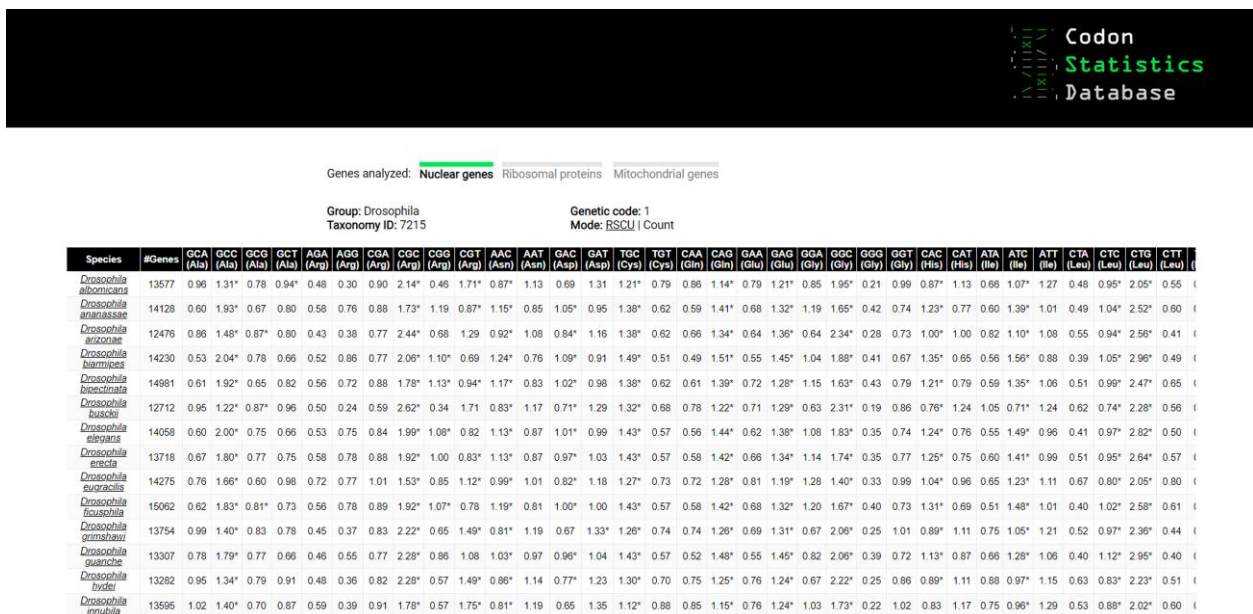 Codon
Statistics
Database
Genes analyzed: Nuclear genes Ribosomal proteins Mitochondrial genes
Group: Drosophila Genetic code: 1
Taxonomy ID: 7215 Mode: RSCU | Count
Species #Genes GCA GCC GCG GCT AGA AGG CGA CGC CGG CGT AAC AAT GAC GAT TGC TGT CAA CAG GAA GAG GGA GGC GGG GGT CAC CAT ATA ATC ATT CTA CTC CTG CTT
(Ala) (Ala) (Ala) (Ala) (Arg) (Arg) (Arg) (Arg) (Arg) (Arg) (Asn) (Asn) (Asp) (Asp) (Cys) (Cys) (Gln) (Gln) (Glu) (Glu) (Gly) (Gly) (Gly) (Gly) (His) (His) (Ile) (Ile) (Ile) (Leu) (Leu) (Leu) (Leu)
Drosophila
albomicans 13577 0.96 1.31* 0.78 0.94* 0.48 0.30 0.90 2.14* 0.46 1.71* 0.87* 1.13 0.69 1.31 1.21* 0.79 0.86 1.14* 0.79 1.21* 0.85 1.95* 0.21 0.99 0.87* 1.13 0.66 1.07* 1.27 0.48 0.95* 2.05* 0.55
Drosophila
ananassae 14128 0.60 1.93* 0.67 0.80 0.58 0.76 0.88 1.73* 1.19 0.87* 1.15* 0.85 1.05* 0.95 1.38* 0.62 0.59 1.41* 0.68 1.32* 1.19 1.65* 0.42 0.74 1.23* 0.77 0.60 1.39* 1.01 0.49 1.04* 2.52* 0.60
Drosophila
arizonae 12476 0.86 1.48* 0.87* 0.80 0.43 0.38 0.77 2.44* 0.68 1.29 0.92* 1.08 0.84* 1.16 1.38* 0.62 0.66 1.34* 0.64 1.36* 0.64 2.34* 0.28 0.73 1.00* 1.00 0.82 1.10* 1.08 0.55 0.94* 2.56* 0.41
Drosophila
biarmipes 14230 0.53 2.04* 0.78 0.66 0.52 0.86 0.77 2.06* 1.10* 0.69 1.24* 0.76 1.09* 0.91 1.49* 0.51 0.49 1.51* 0.55 1.45* 1.04 1.88* 0.41 0.67 1.35* 0.65 0.56 1.56* 0.88 0.39 1.05* 2.96* 0.49
Drosophila
bipectinata 14981 0.61 1.92* 0.65 0.82 0.56 0.72 0.88 1.78* 1.13* 0.94* 1.17* 0.83 1.02* 0.98 1.38* 0.62 0.61 1.39* 0.72 1.28* 1.15 1.63* 0.43 0.79 1.21* 0.79 0.59 1.35* 1.06 0.51 0.99* 2.47* 0.65
Drosophila
busckii 12712 0.95 1.22* 0.87* 0.96 0.50 0.24 0.59 2.62* 0.34 1.71 0.83* 1.17 0.71* 1.29 1.32* 0.68 0.78 1.22* 0.71 1.29* 0.63 2.31* 0.19 0.86 0.76* 1.24 1.05 0.71* 1.24 0.62 0.74* 2.28* 0.56
Drosophila
elegans 14058 0.60 2.00* 0.75 0.66 0.53 0.75 0.84 1.99* 1.08* 0.82 1.13* 0.87 1.01* 0.99 1.43* 0.57 0.56 1.44* 0.62 1.38* 1.08 1.83* 0.35 0.74 1.24* 0.76 0.55 1.49* 0.96 0.41 0.97* 2.82* 0.50
Drosophila
erecta 13718 0.67 1.80* 0.77 0.75 0.58 0.78 0.88 1.92* 1.00 0.83* 1.13* 0.87 0.97* 1.03 1.43* 0.57 0.58 1.42* 0.66 1.34* 1.14 1.74* 0.35 0.77 1.25* 0.75 0.60 1.41* 0.99 0.51 0.95* 2.64* 0.57
Drosophila
eugracilis 14275 0.76 1.66* 0.60 0.98 0.72 0.77 1.01 1.53* 0.85 1.12* 0.99* 1.01 0.82* 1.18 1.27* 0.73 0.72 1.28* 0.81 1.19* 1.28 1.40* 0.33 0.99 1.04* 0.96 0.65 1.23* 1.11 0.67 0.80* 2.05* 0.80
Drosophila
ficusphila 15062 0.62 1.83* 0.81* 0.73 0.56 0.78 0.89 1.92* 1.07* 0.78 1.19* 0.81 1.00* 1.00 1.43* 0.57 0.58 1.42* 0.68 1.32* 1.20 1.67* 0.40 0.73 1.31* 0.69 0.51 1.48* 1.01 0.40 1.02* 2.58* 0.61
Drosophila
grimshawi 13754 0.99 1.40* 0.83 0.78 0.45 0.37 0.83 2.22* 0.65 1.49* 0.81* 1.19 0.67 1.33* 1.26* 0.74 0.74 1.26* 0.69 1.31* 0.67 2.06* 0.25 1.01 0.89* 1.11 0.75 1.05* 1.21 0.52 0.97* 2.36* 0.44
Drosophila
guanche 13307 0.78 1.79* 0.77 0.66 0.46 0.55 0.77 2.28* 0.86 1.08 1.03* 0.97 0.96* 1.04 1.43* 0.57 0.52 1.48* 0.55 1.45* 0.82 2.06* 0.39 0.72 1.13* 0.87 0.66 1.28* 1.06 0.40 1.12* 2.95* 0.40
Drosophila
hydei 13282 0.95 1.34* 0.79 0.91 0.48 0.36 0.82 2.28* 0.57 1.49* 0.86* 1.14 0.77* 1.23 1.30* 0.70 0.75 1.25* 0.76 1.24* 0.67 2.22* 0.25 0.86 0.89* 1.11 0.88 0.97* 1.15 0.63 0.83* 2.23* 0.51
Drosophila
innubila 13595 1.02 1.40* 0.70 0.87 0.59 0.39 0.91 1.78* 0.57 1.75* 0.81* 1.19 0.65 1.35 1.12* 0.88 0.85 1.15* 0.76 1.24* 1.03 1.73* 0.22 1.02 0.83 1.17 0.75 0.96* 1.29 0.53 0.88* 2.02* 0.60